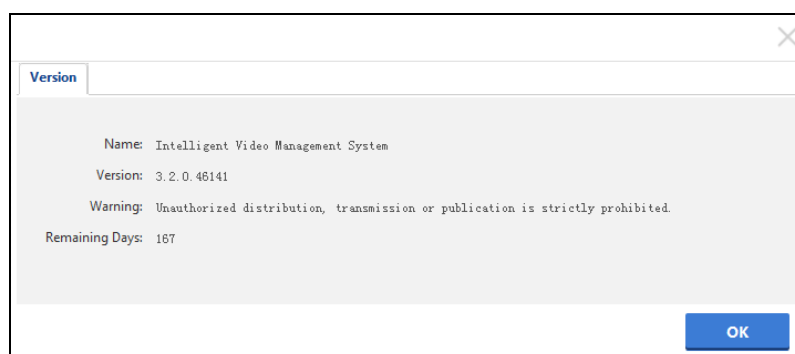 Version
Name: Intelligent Video Management System
Version: 3.2.0.46141
Warning: Unauthorized distribution, transmission or publication is strictly prohibited.
Remaining Days: 167
OK